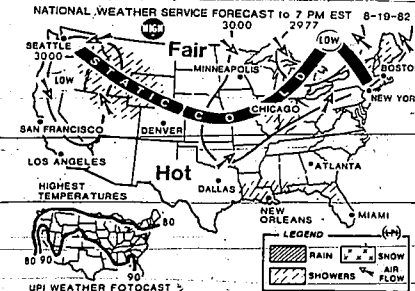 NATIONAL WEATHER SERVICE FORECAST to 7 PM EST 8-19-82
SEATTLE
3000
HIGH
Fair
3000
2977
LOW
MINNEAPOLIS
BOSTON
LOW
STATIC COLD
NEW YORK
CHICAGO
SAN FRANCISCO
DENVER
LOS ANGELES
Hot
ATLANTA
DALLAS
HIGHEST
TEMPERATURES
NEW
ORLEANS
MIAMI
80
80 90
90
LEGEND
RAIN
SNOW
SHOWERS
AIR
FLOW
UPI WEATHER FOTOCAST